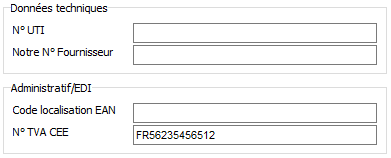 Données techniques
N° UTI
Notre N° Fournisseur
Administratif/EDI
Code localisation EAN
N° TVA CEE FR56235456512